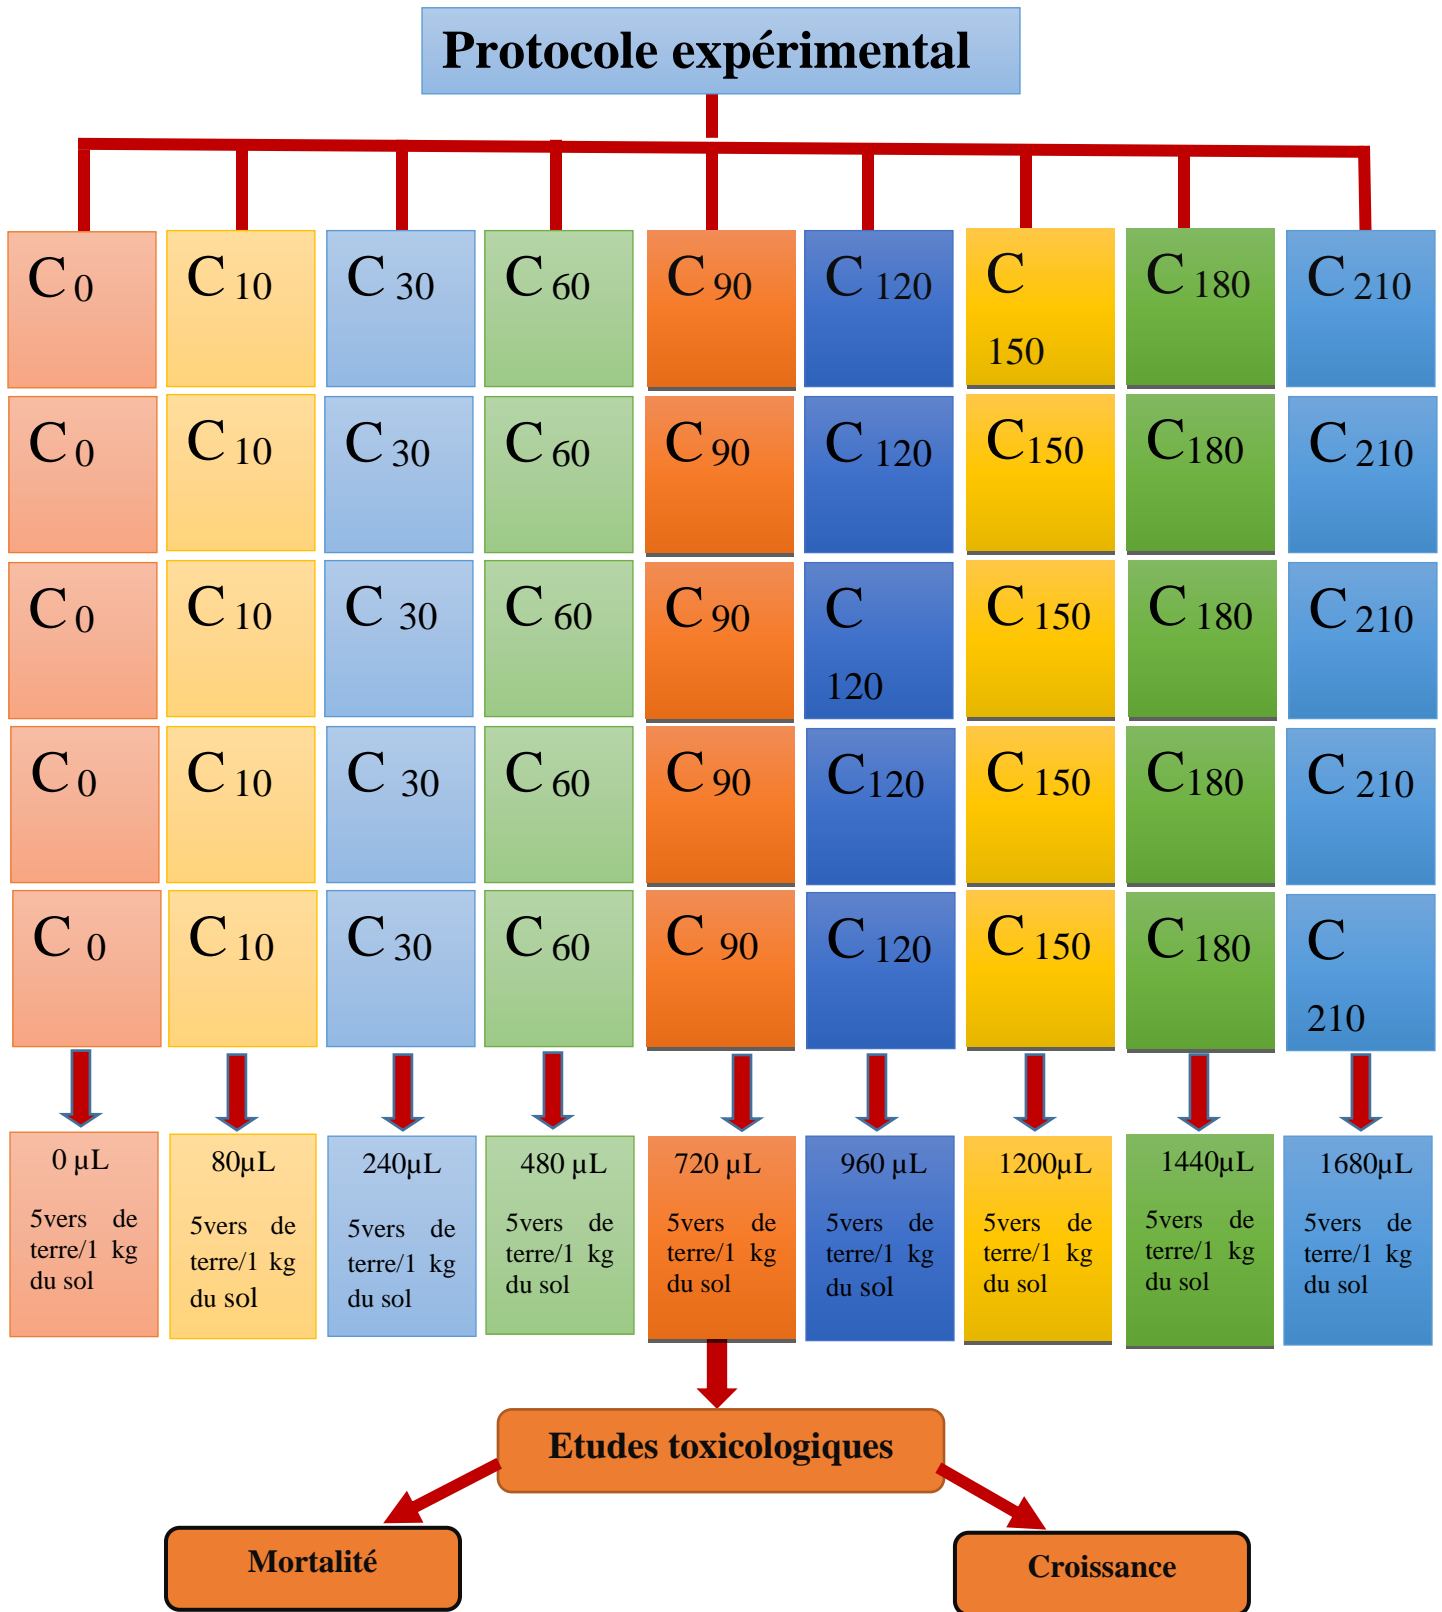 Protocole expérimental
C 0
C 10
C 30
C 60
C 90
C 120
C
150
C 180
C 210
C 0
C 10
C 30
C 60
C 90
C 120
C150
C180
C 210
C 0
C 10
C 30
C 60
C 90
C
120
C 150
C 180
C 210
C 0
C 10
C 30
C 60
C 90
C120
C 150
C180
C 210
C 0
C 10
C 30
C 60
C 90
C 120
C 150
C 180
C
210
0 µL
5vers de
terre/1 kg
du sol
80µL
5vers de
terre/1 kg
du sol
240µL
5vers de
terre/1 kg
du sol
480 µL
5vers de
terre/1 kg
du sol
720 µL
5vers de
terre/1 kg
du sol
960 µL
5vers de
terre/1 kg
du sol
1200µL
5vers de
terre/1 kg
du sol
1440µL
5vers de
terre/1 kg
du sol
1680µL
5vers de
terre/1 kg
du sol
Etudes toxicologiques
Mortalité
Croissance